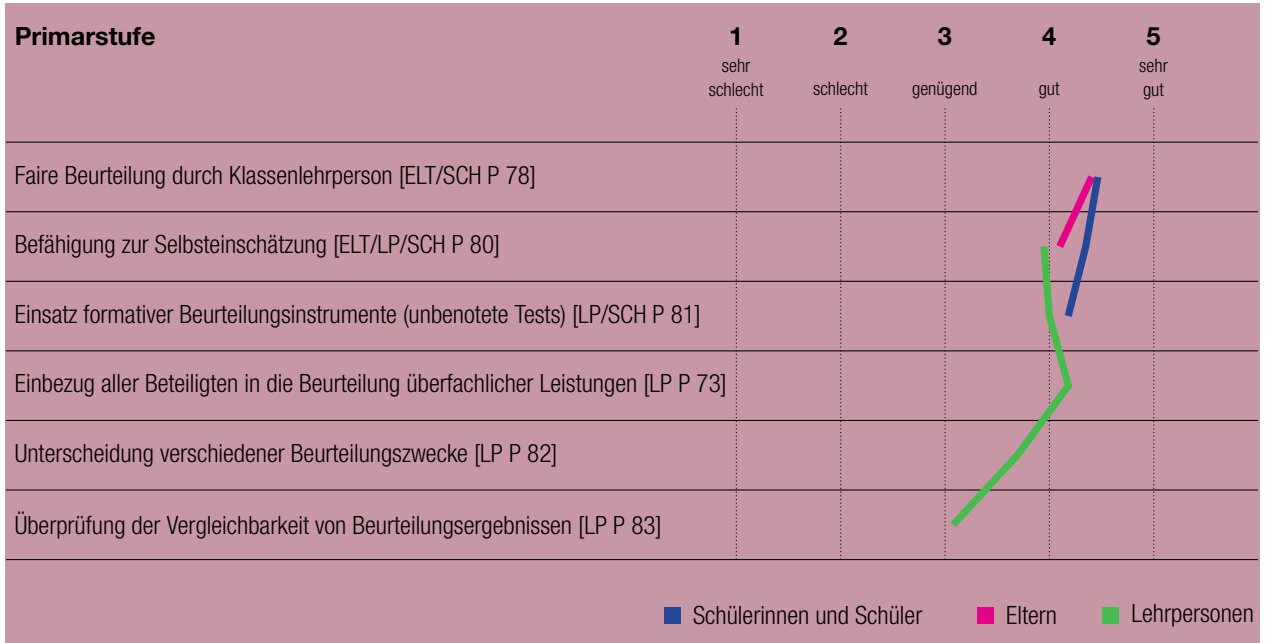 Primarstufe 1 2 3 4 5
sehr schlecht schlecht genügend gut sehr gut
Faire Beurteilung durch Klassenlehrperson [ELT/SCH P 78]
Befähigung zur Selbsteinschätzung [ELT/LP/SCH P 80]
Einsatz formativer Beurteilungsinstrumente (unbenotete Tests) [LP/SCH P 81]
Einbezug aller Beteiligten in die Beurteilung überfachlicher Leistungen [LP P 73]
Unterscheidung verschiedener Beurteilungszwecke [LP P 82]
Überprüfung der Vergleichbarkeit von Beurteilungsergebnissen [LP P 83]
Schülerinnen und Schüler Eltern Lehrpersonen